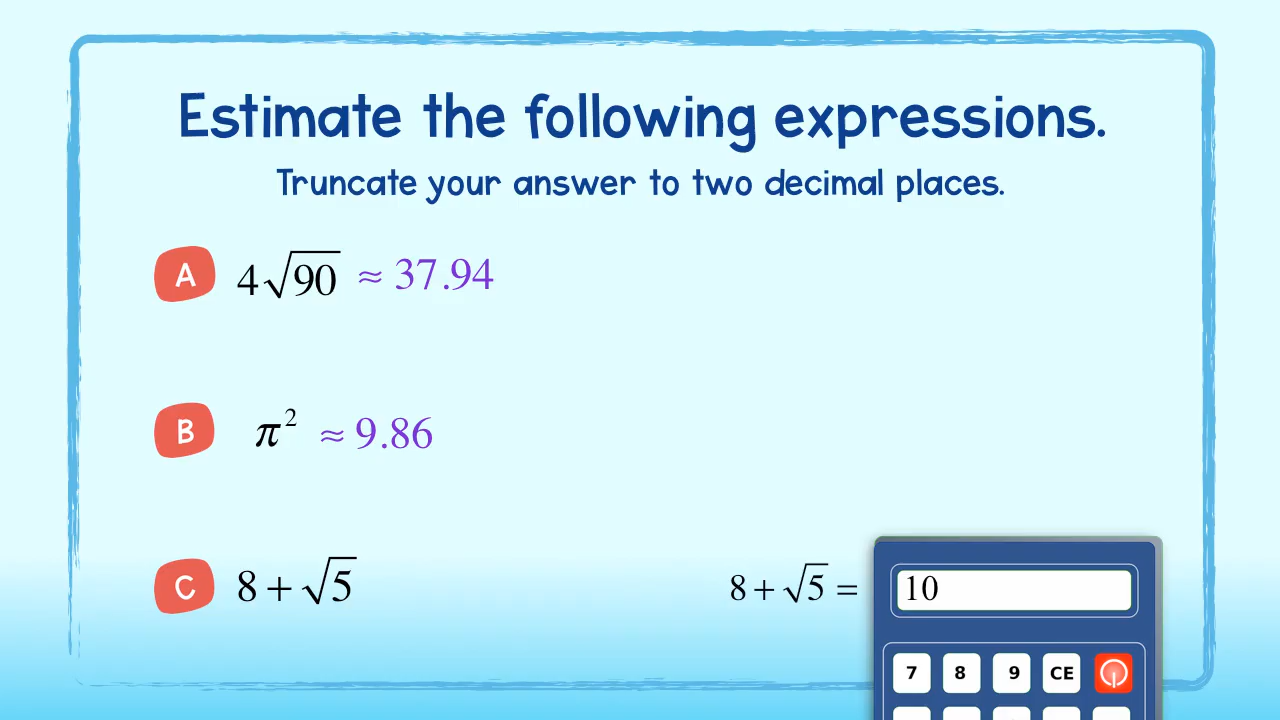 Estimate the following expressions.
Truncate your answer to two decimal places.
A 4√90 ≈ 37.94
B π² ≈ 9.86
C 8 + √5
8 + √5 = 10
7 8 9 CE